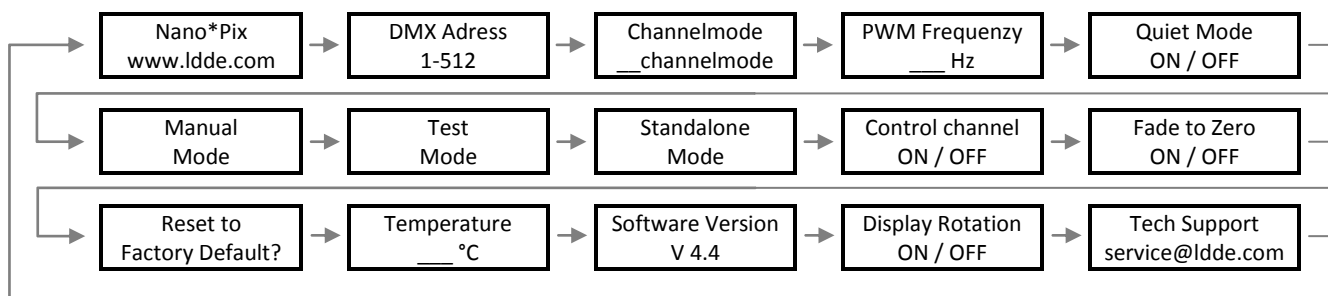 Nano*Pix
www.ldde.com
DMX Adress
1-512
Channelmode
__channelmode
PWM Frequenzy
___ Hz
Quiet Mode
ON / OFF
Manual
Mode
Test
Mode
Standalone
Mode
Control channel
ON / OFF
Fade to Zero
ON / OFF
Reset to
Factory Default?
Temperature
___ °C
Software Version
V 4.4
Display Rotation
ON / OFF
Tech Support
service@ldde.com